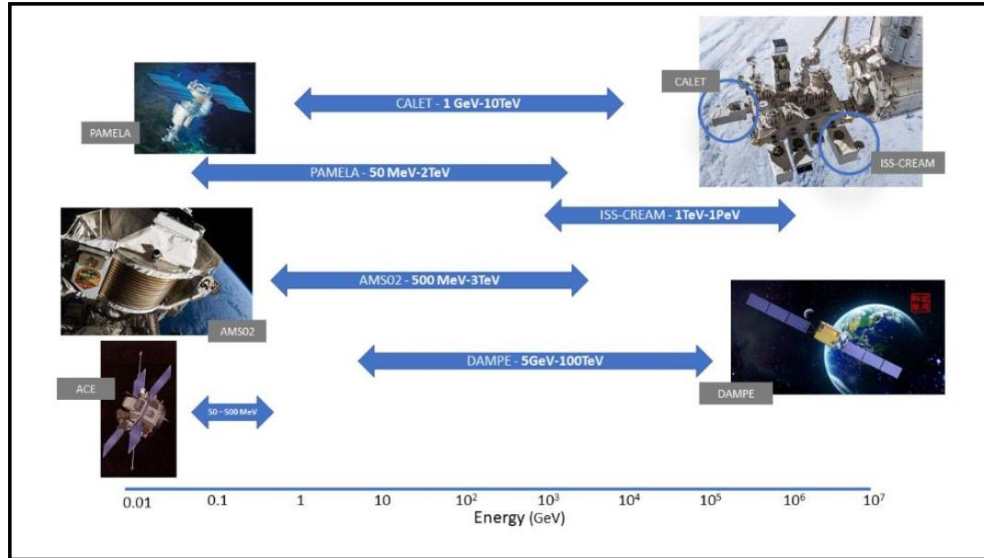 CALET
CALET - 1 GeV-10TeV
PAMELA
ISS-CREAM
PAMELA - 50 MeV-2TeV
ISS-CREAM - 1TeV-1PeV
AMS02 - 500 MeV-3TeV
AMS02
DAMPE - 5GeV-100TeV
ACE
DAMPE
50 – 500 MeV
0.01 0.1 1 10 10² 10³ 10⁴ 10⁵ 10⁶ 10⁷
Energy (GeV)